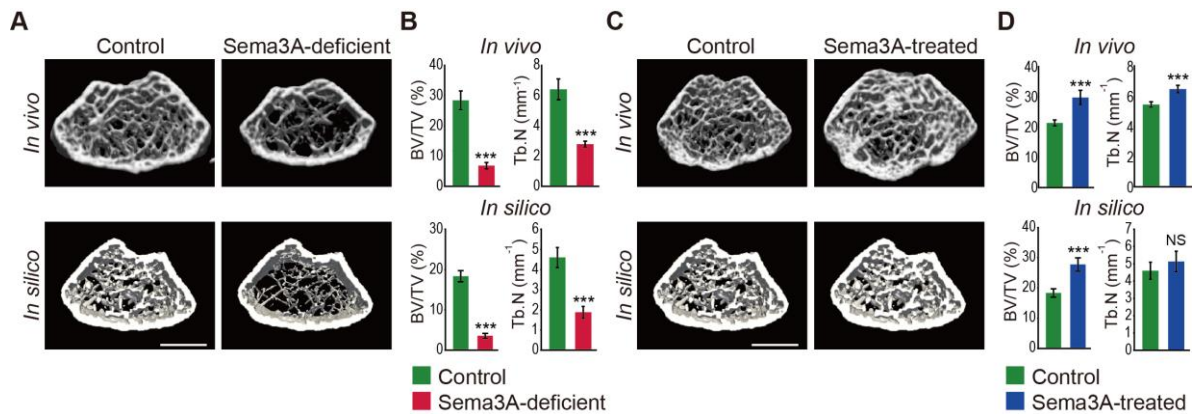 A
Control
Sema3A-deficient
In vivo
In silico
B
In vivo
BV/TV (%)
40
30
20
10
0
***
Tb.N (mm⁻¹)
8
6
4
2
0
***
In silico
BV/TV (%)
30
20
10
0
***
Tb.N (mm⁻¹)
6
5
4
3
2
1
0
***
Control
Sema3A-deficient
C
Control
Sema3A-treated
In vivo
In silico
D
In vivo
BV/TV (%)
40
30
20
10
0
***
Tb.N (mm⁻¹)
8
6
4
2
0
***
In silico
BV/TV (%)
40
30
20
10
0
***
Tb.N (mm⁻¹)
6
5
4
3
2
1
0
NS
Control
Sema3A-treated